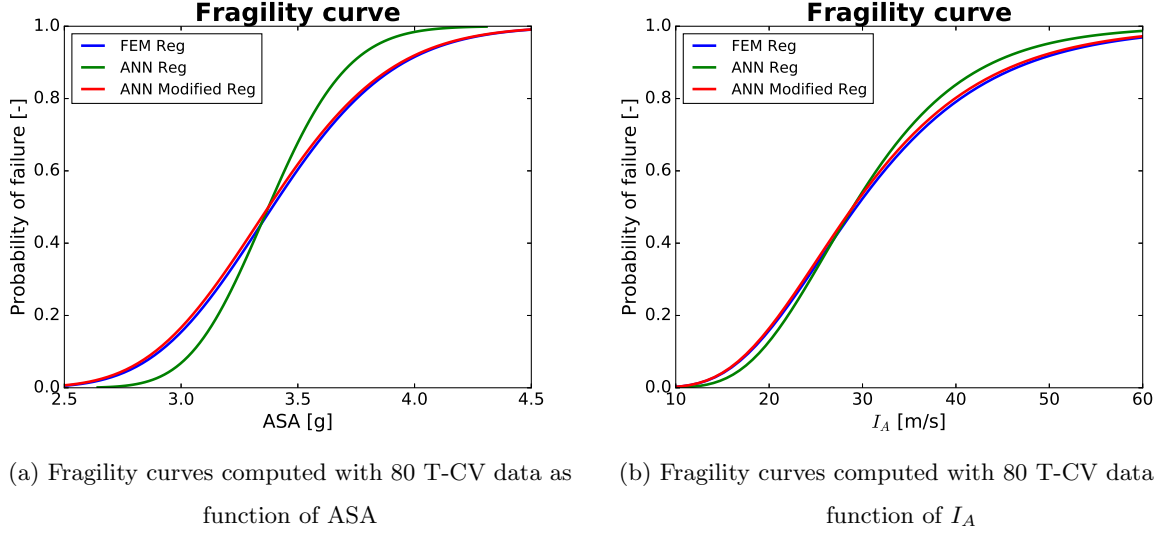 Fragility curve
FEM Reg
ANN Reg
ANN Modified Reg
Probability of failure [-]
1.0
0.8
0.6
0.4
0.2
0.0
2.5 3.0 3.5 4.0 4.5
ASA [g]
(a) Fragility curves computed with 80 T-CV data as
function of ASA
Fragility curve
FEM Reg
ANN Reg
ANN Modified Reg
Probability of failure [-]
1.0
0.8
0.6
0.4
0.2
0.0
10 20 30 40 50 60
I_A [m/s]
(b) Fragility curves computed with 80 T-CV data
function of I_A